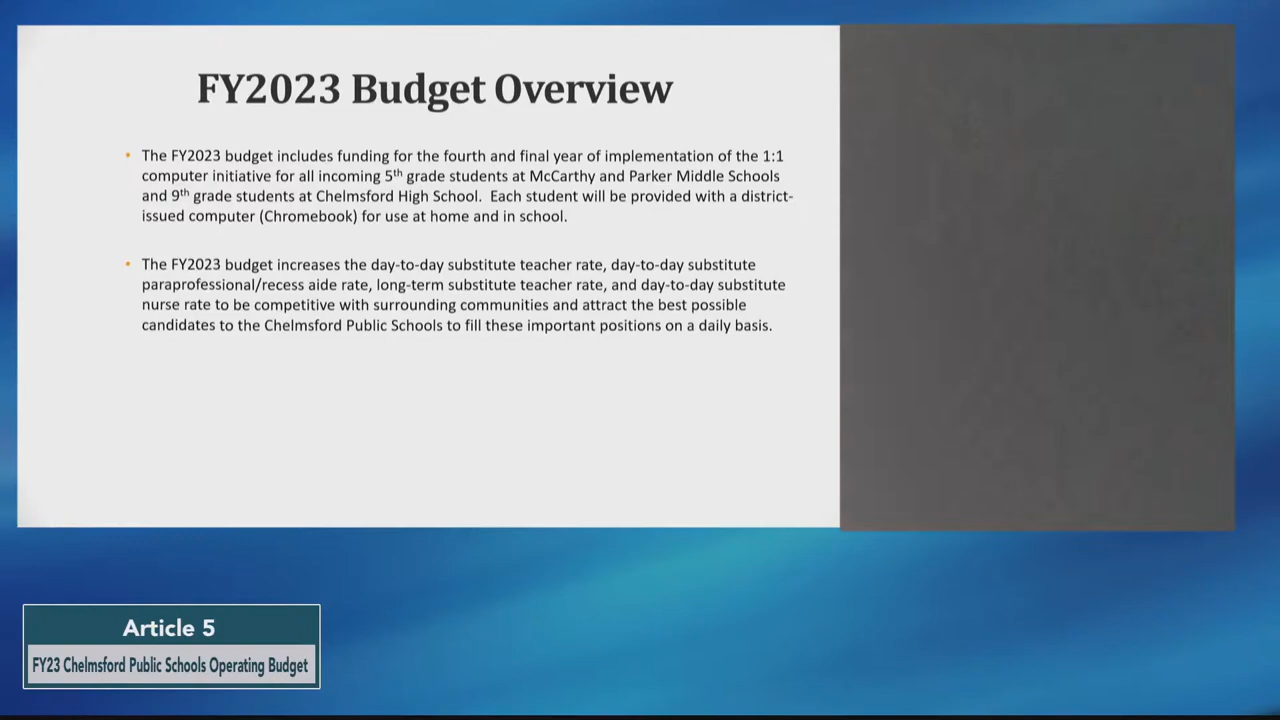 FY2023 Budget Overview
• The FY2023 budget includes funding for the fourth and final year of implementation of the 1:1
computer initiative for all incoming 5th grade students at McCarthy and Parker Middle Schools
and 9th grade students at Chelmsford High School.  Each student will be provided with a district-
issued computer (Chromebook) for use at home and in school.
• The FY2023 budget increases the day-to-day substitute teacher rate, day-to-day substitute
paraprofessional/recess aide rate, long-term substitute teacher rate, and day-to-day substitute
nurse rate to be competitive with surrounding communities and attract the best possible
candidates to the Chelmsford Public Schools to fill these important positions on a daily basis.
Article 5
FY23 Chelmsford Public Schools Operating Budget